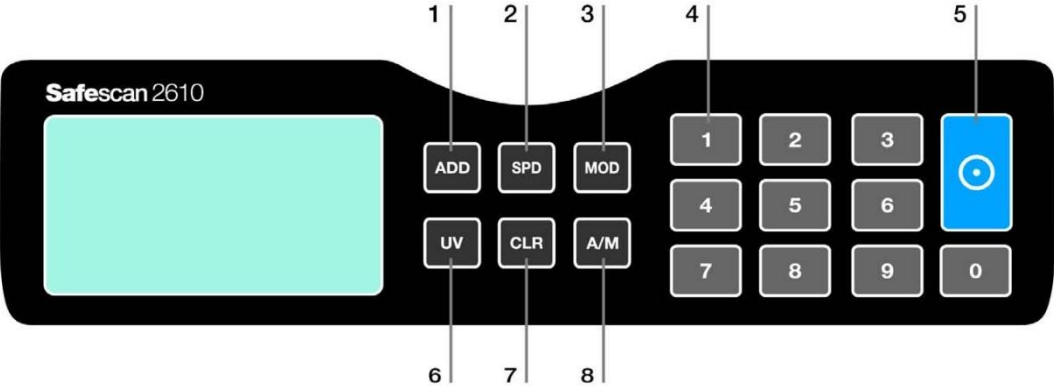 1 2 3 4 5
Safescan 2610
ADD SPD MOD 1 2 3
4 5 6
UV CLR A/M 7 8 9 0
6 7 8